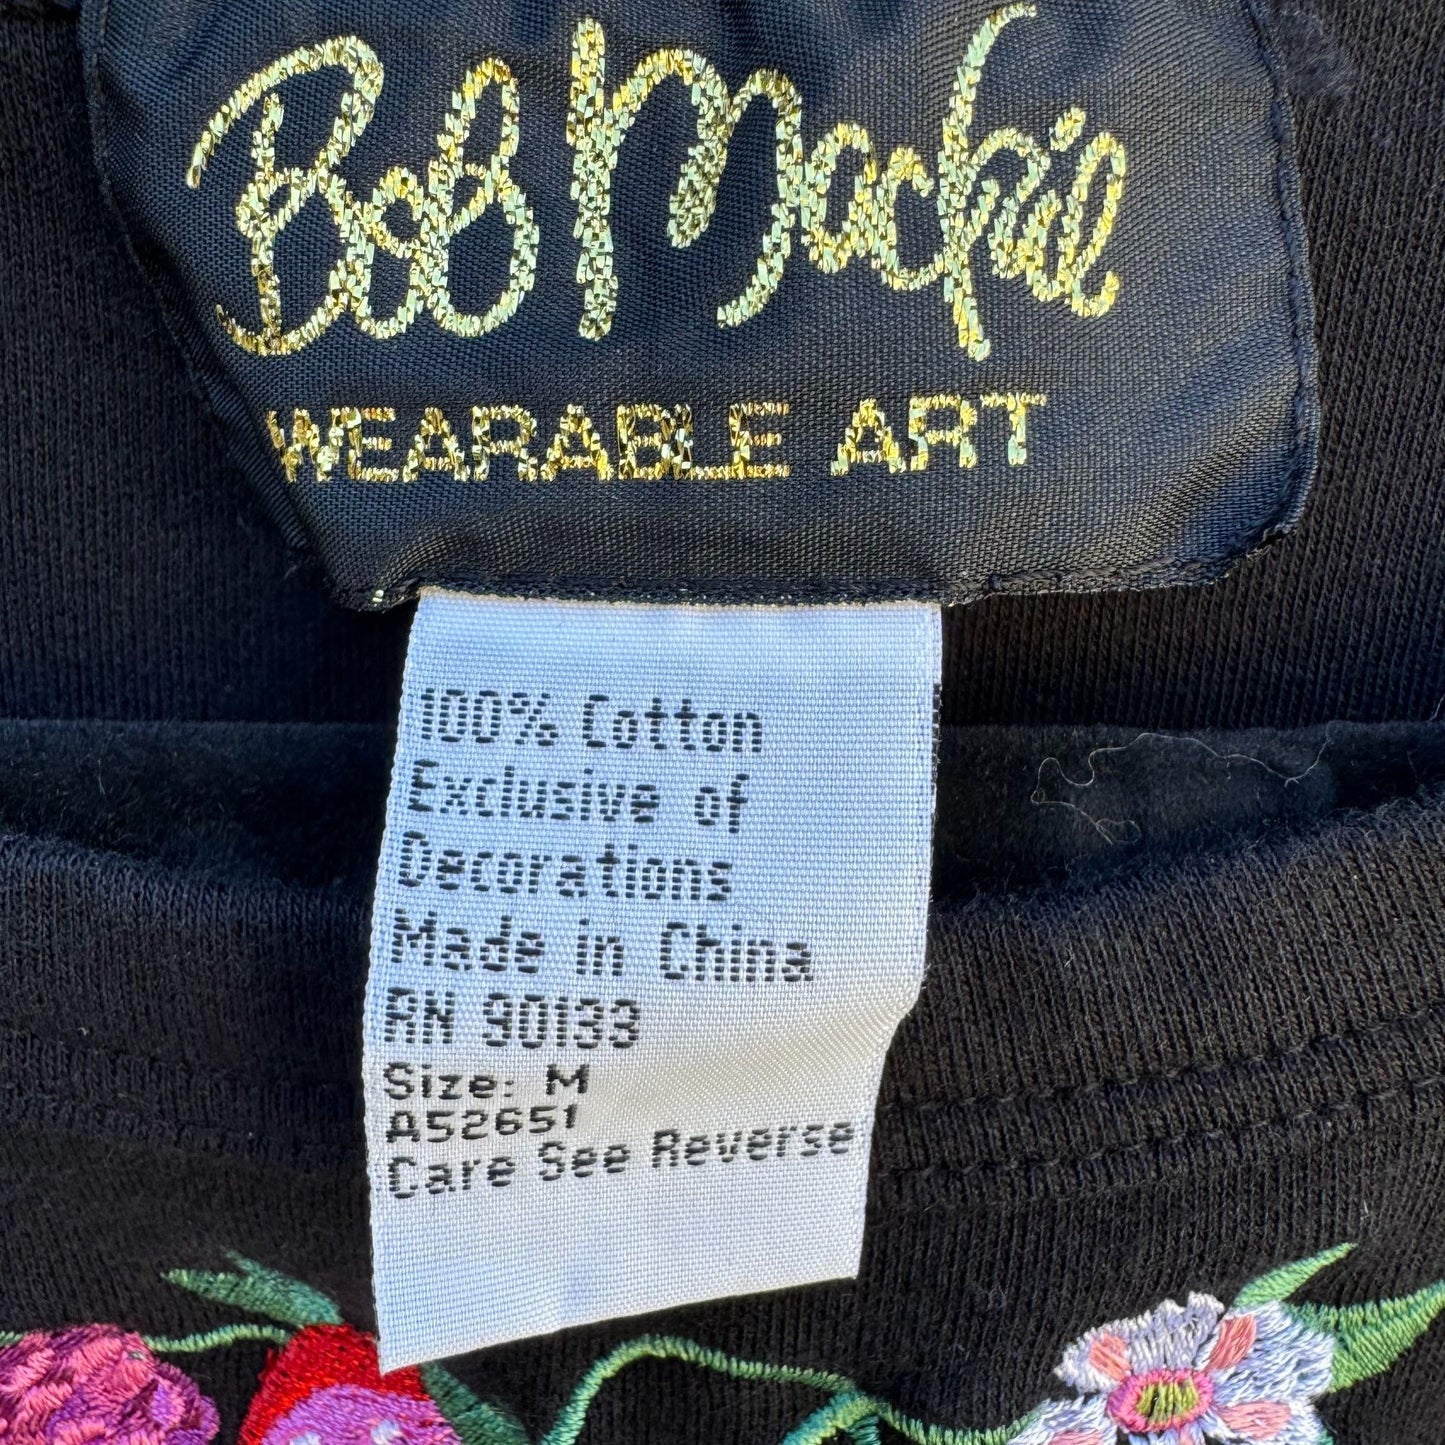 Bob Mackie
WEARABLE ART
100% Cotton
Exclusive of
Decorations
Made in China
RN 90133
Size: M
A52651
Care See Reverse